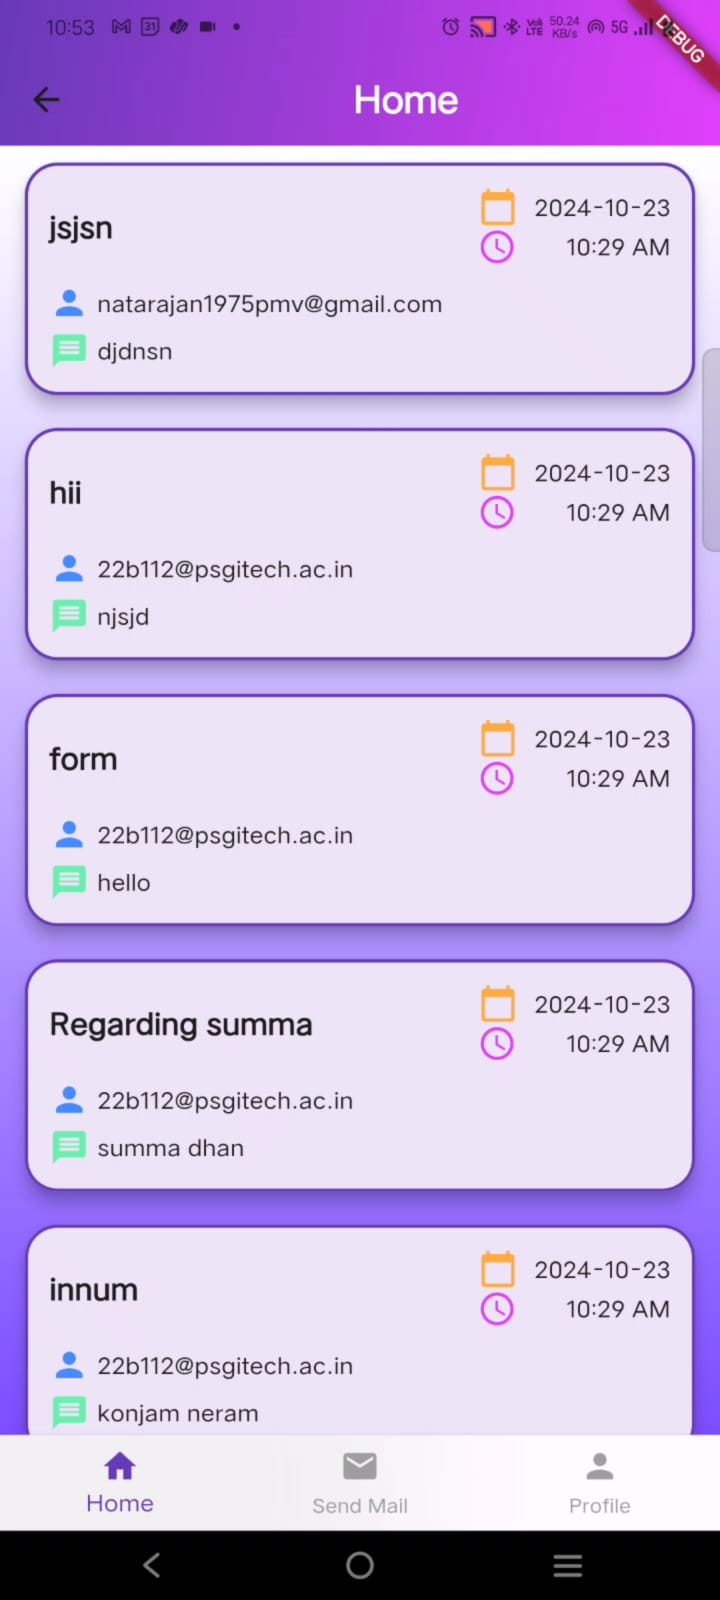 10:53 31 Vo) LTE 50.24 KB/s 5G
DEBUG
Home
jsjsn
2024-10-23
10:29 AM
natarajan1975pmv@gmail.com
djdnsn
hii
2024-10-23
10:29 AM
22b112@psgitech.ac.in
njsjd
form
2024-10-23
10:29 AM
22b112@psgitech.ac.in
hello
Regarding summa
2024-10-23
10:29 AM
22b112@psgitech.ac.in
summa dhan
innum
2024-10-23
10:29 AM
22b112@psgitech.ac.in
konjam neram
Home Send Mail Profile